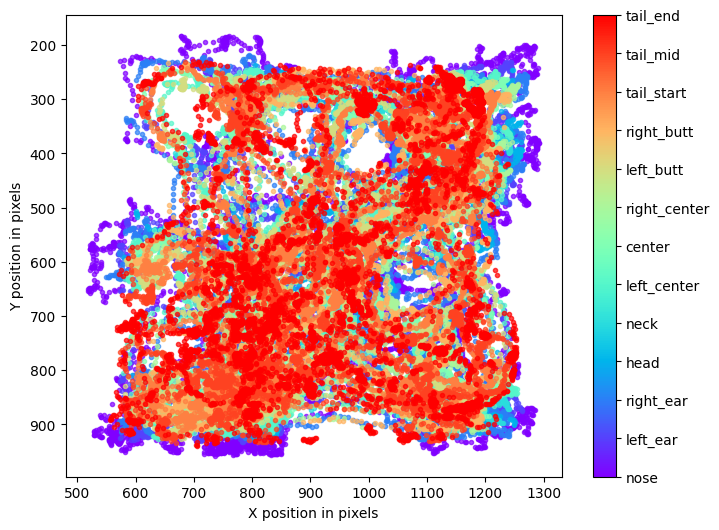 200
300
400
500
600
700
800
900
Y position in pixels
500
600
700
800
900
1000
1100
1200
1300
X position in pixels
tail_end
tail_mid
tail_start
right_butt
left_butt
right_center
center
left_center
neck
head
right_ear
left_ear
nose